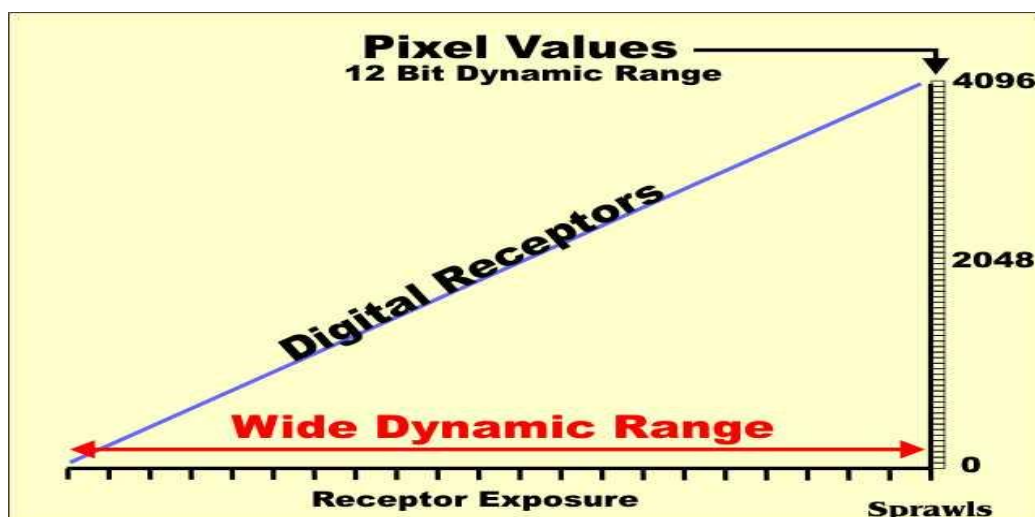 Pixel Values
12 Bit Dynamic Range
4096
Digital Receptors
2048
Wide Dynamic Range
0
Receptor Exposure
Sprawls